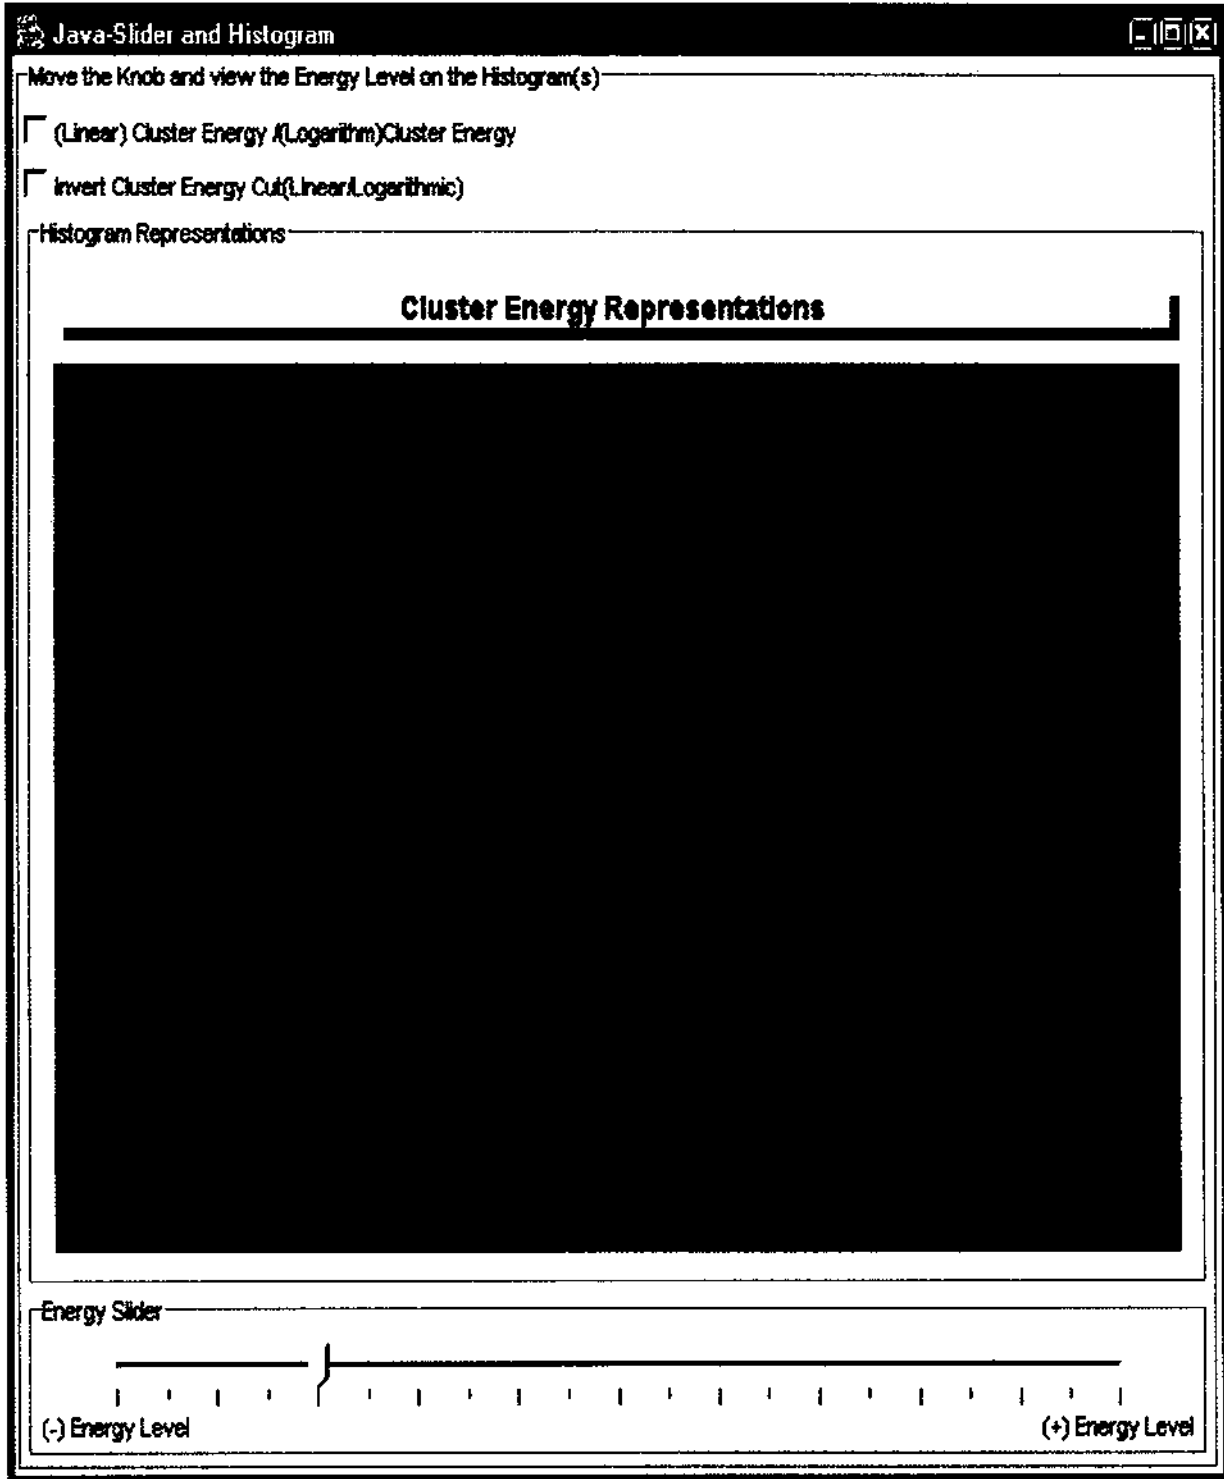 Java-Slider and Histogram
Move the Knob and view the Energy Level on the Histogram(s)
(Linear) Cluster Energy /(Logarithm)Cluster Energy
Invert Cluster Energy Cut(Linear/Logarithmic)
Histogram Representations
Cluster Energy Representations
Energy Slider
(-) Energy Level
(+) Energy Level